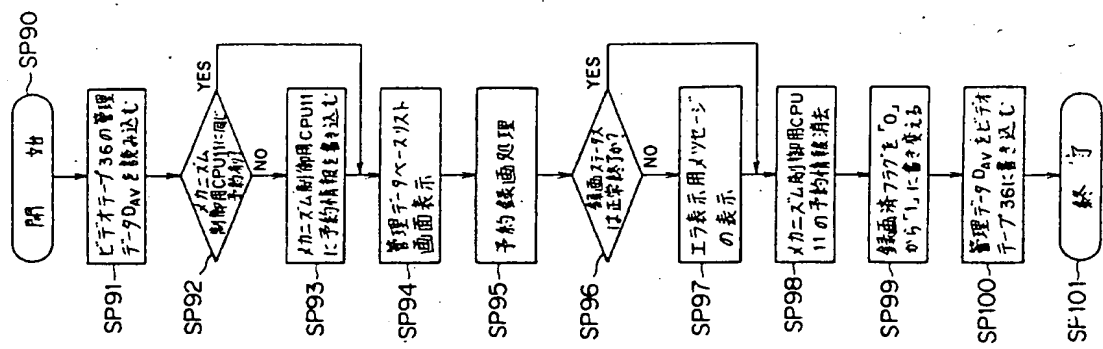 開始
SP90
SP91
ビデオテープ36の管理
データDAVを読み込む
SP92
メカニズム
制御用CPU11に同じ
予約有り?
YES
NO
SP93
メカニズム制御用CPU11
に予約情報を書き込む
SP94
管理データベースリスト
画面表示
SP95
予約録画処理
SP96
録画ステータス
は正常終了か?
YES
NO
SP97
エラ表示用メッセージ
の表示
SP98
メカニズム制御用CPU
11の予約情報消去
SP99
録画済フラグを「0」
から「1」に書き変える
SP100
管理データDAVをビデオ
テープ36に書き込む
SP101
終了